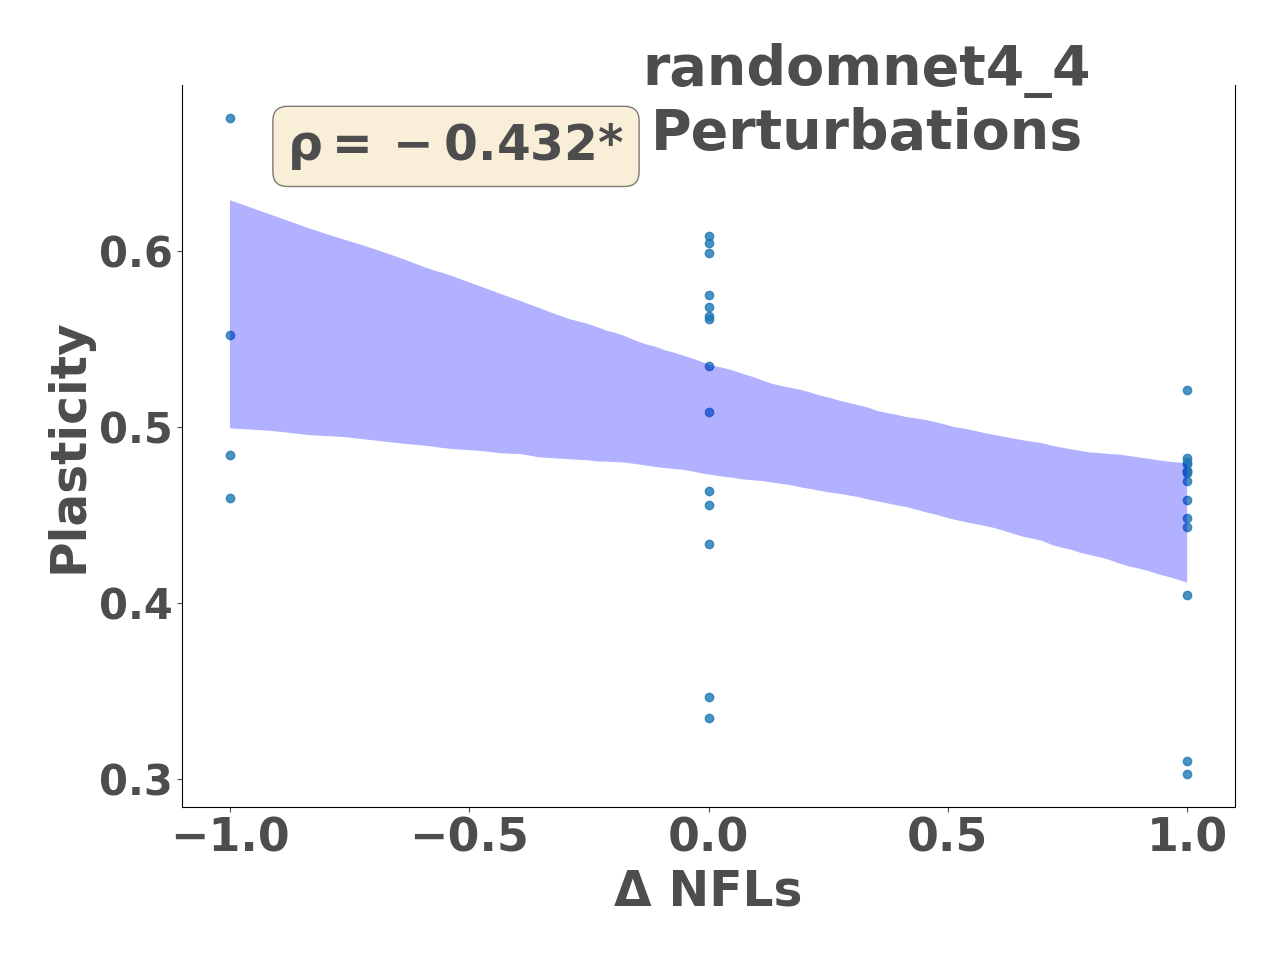 randomnet4_4
Perturbations
ρ = − 0.432*
Plasticity
0.6
0.5
0.4
0.3
−1.0 −0.5 0.0 0.5 1.0
Δ NFLs